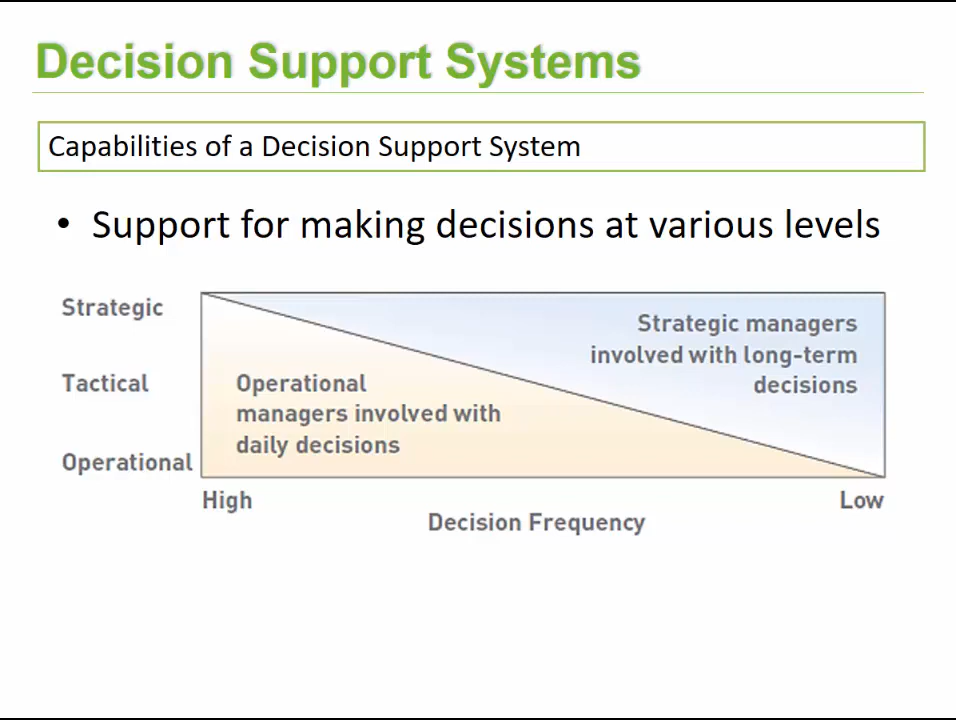 Decision Support Systems
Capabilities of a Decision Support System
• Support for making decisions at various levels
Strategic
Tactical
Operational
Operational
managers involved with
daily decisions
Strategic managers
involved with long-term
decisions
High
Low
Decision Frequency